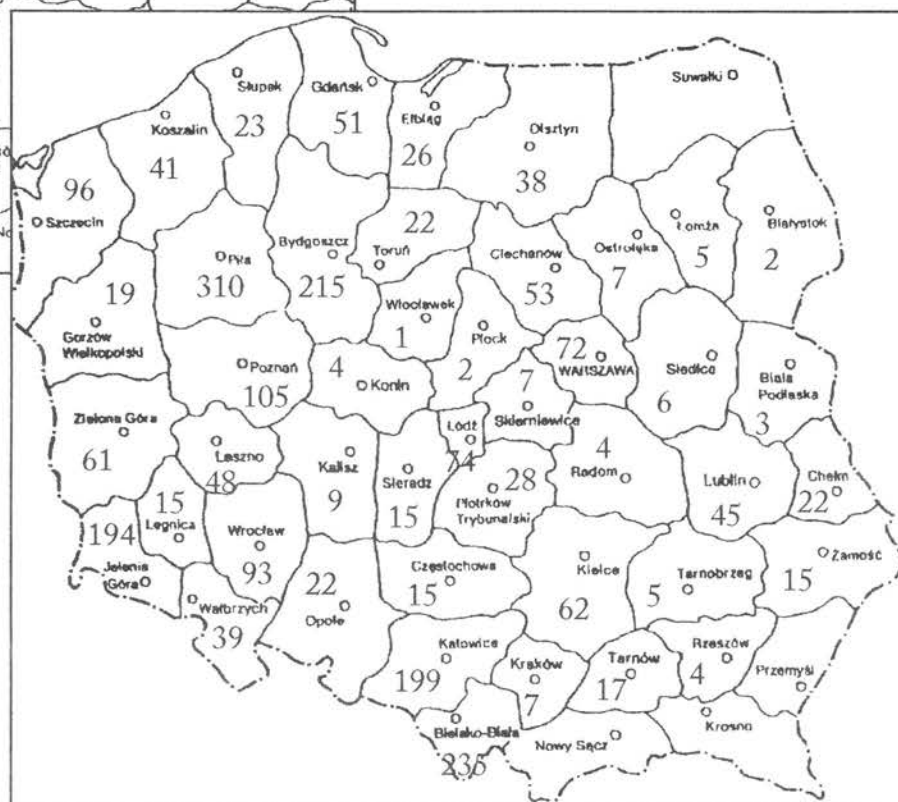 Suwałki
Słupsk
23
Gdańsk
51
Elbląg
26
Koszalin
41
Olsztyn
38
96
Szczecin
22
Toruń
Bydgoszcz
215
Piła
310
Ciechanów
53
Ostrołęka
7
Łomża
5
Białystok
2
19
Gorzów
Wielkopolski
Włocławek
1
Płock
2
72
WARSZAWA
Siedlce
6
Biała
Podlaska
3
Poznań
105
4
Konin
7
Skierniewice
Zielona Góra
61
Leszno
48
Kalisz
9
Łódź
74
Sieradz
15
28
Piotrków
Trybunalski
4
Radom
Lublin
45
Chełm
22
15
Legnica
194
Jelenia
Góra
Wrocław
93
Wałbrzych
39
22
Opole
Częstochowa
15
Kielce
62
5
Tarnobrzeg
Zamość
15
Katowice
199
Kraków
7
Tarnów
17
Rzeszów
4
Przemyśl
Bielsko-Biała
235
Nowy Sącz
Krosno